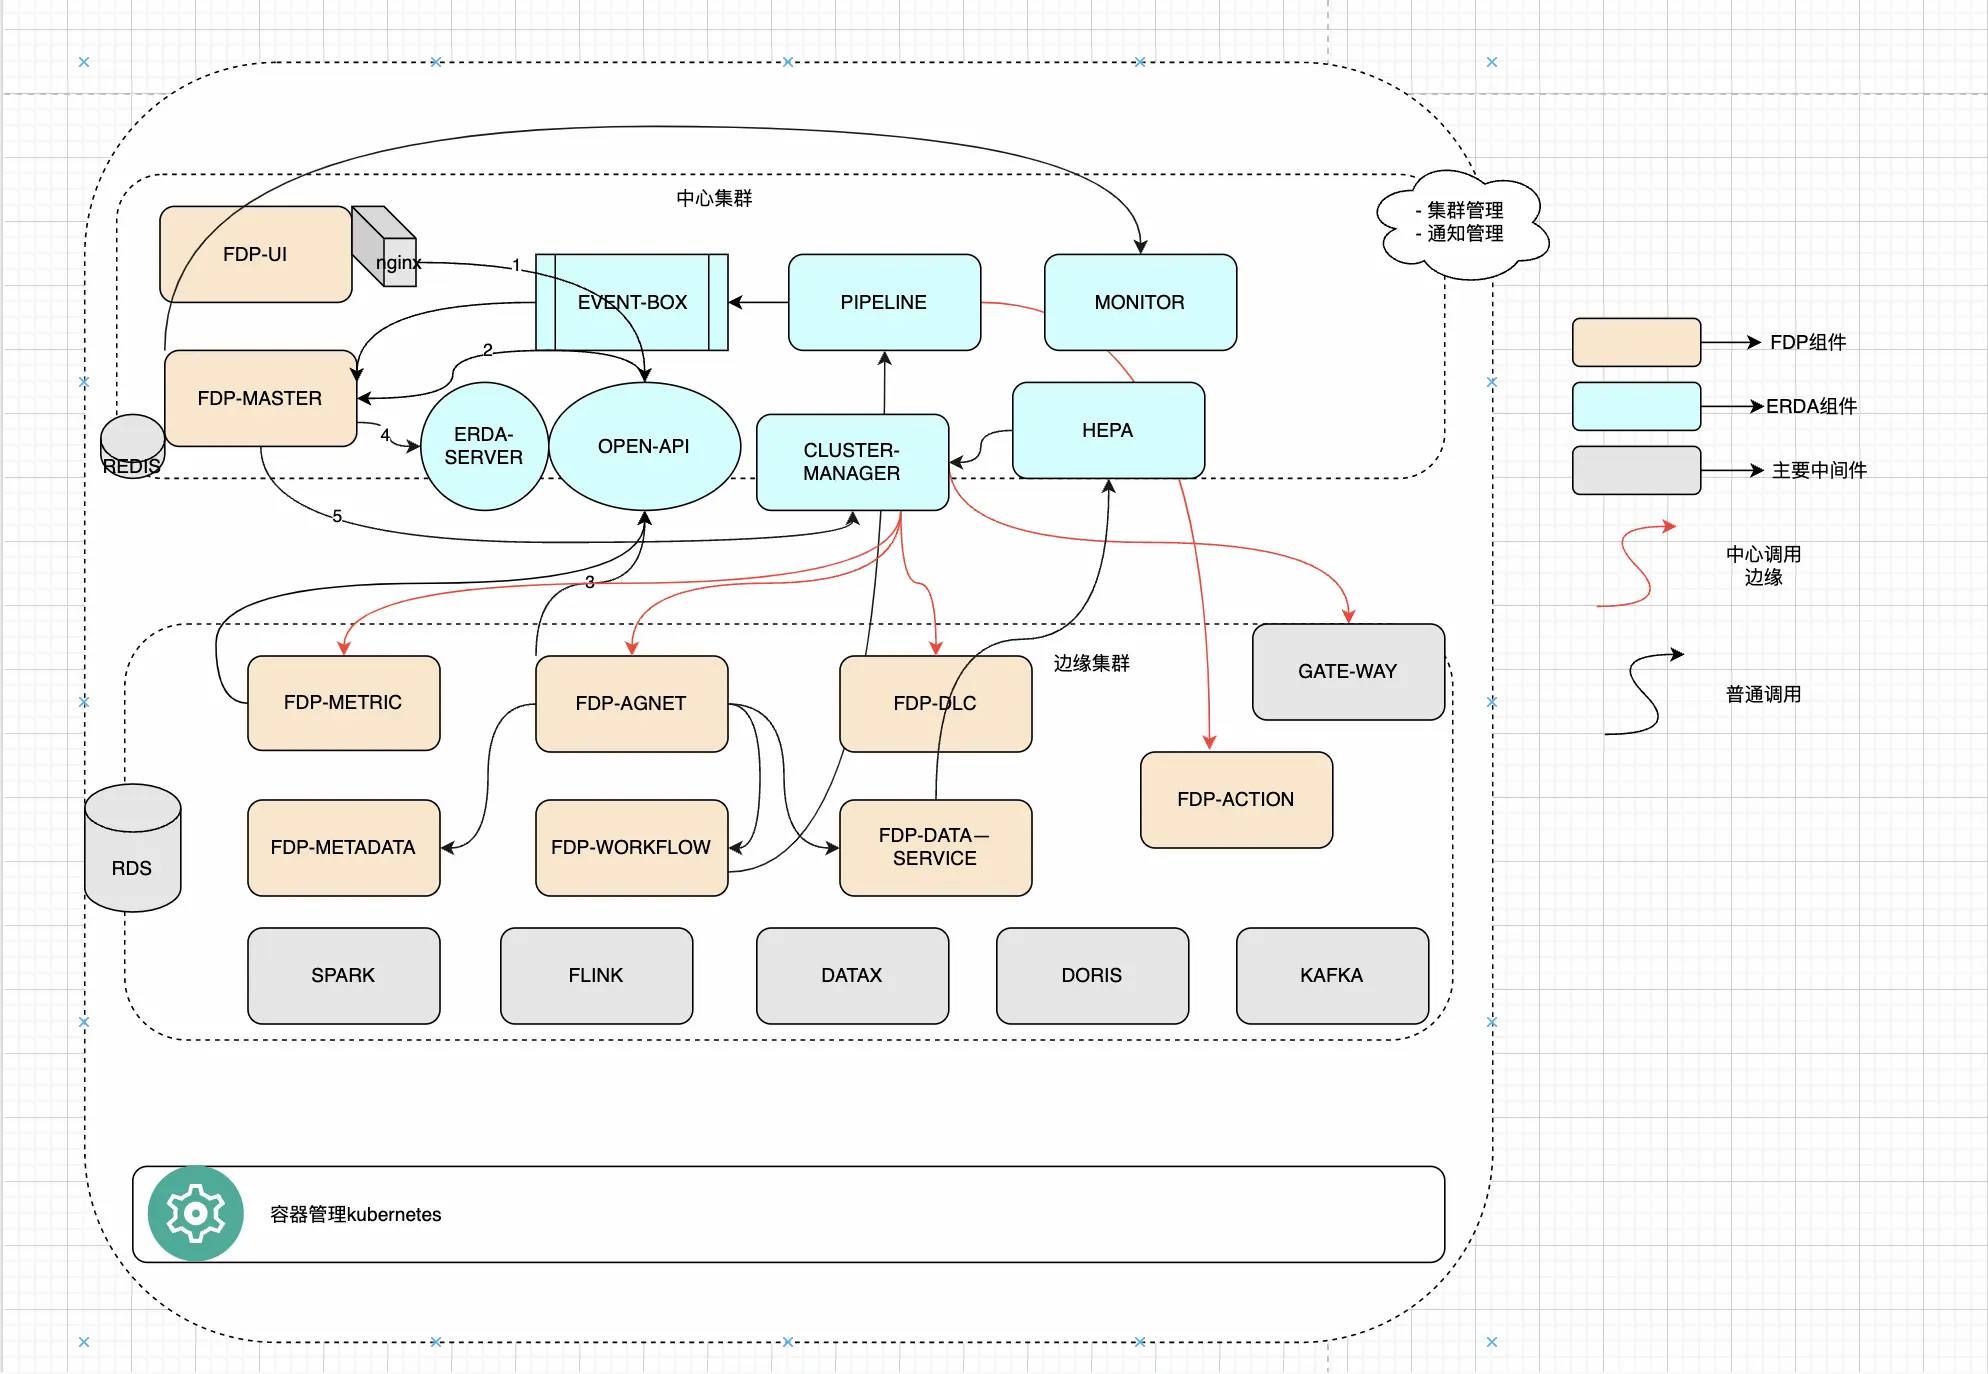 中心集群
- 集群管理
- 通知管理
FDP-UI
nginx
1
EVENT-BOX
PIPELINE
MONITOR
2
FDP-MASTER
4
REDIS
ERDA-
SERVER
OPEN-API
CLUSTER-
MANAGER
HEPA
5
3
边缘集群
FDP-METRIC
FDP-AGNET
FDP-DLC
GATE-WAY
FDP-ACTION
RDS
FDP-METADATA
FDP-WORKFLOW
FDP-DATA—
SERVICE
SPARK
FLINK
DATAX
DORIS
KAFKA
容器管理kubernetes
FDP组件
ERDA组件
主要中间件
中心调用
边缘
普通调用